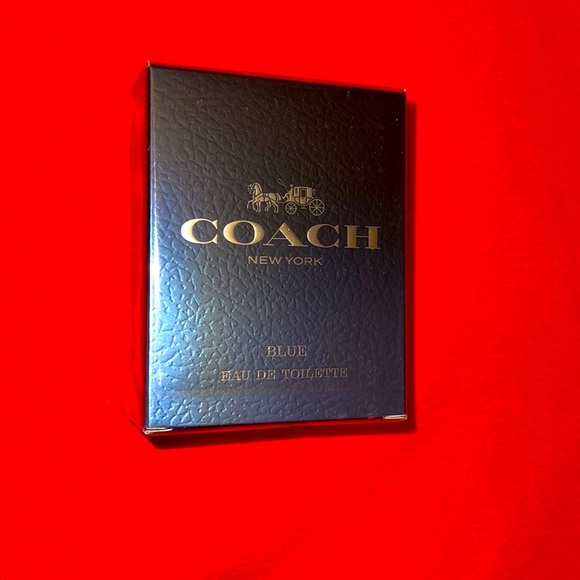 COACH
NEW YORK
BLUE
EAU DE TOILETTE